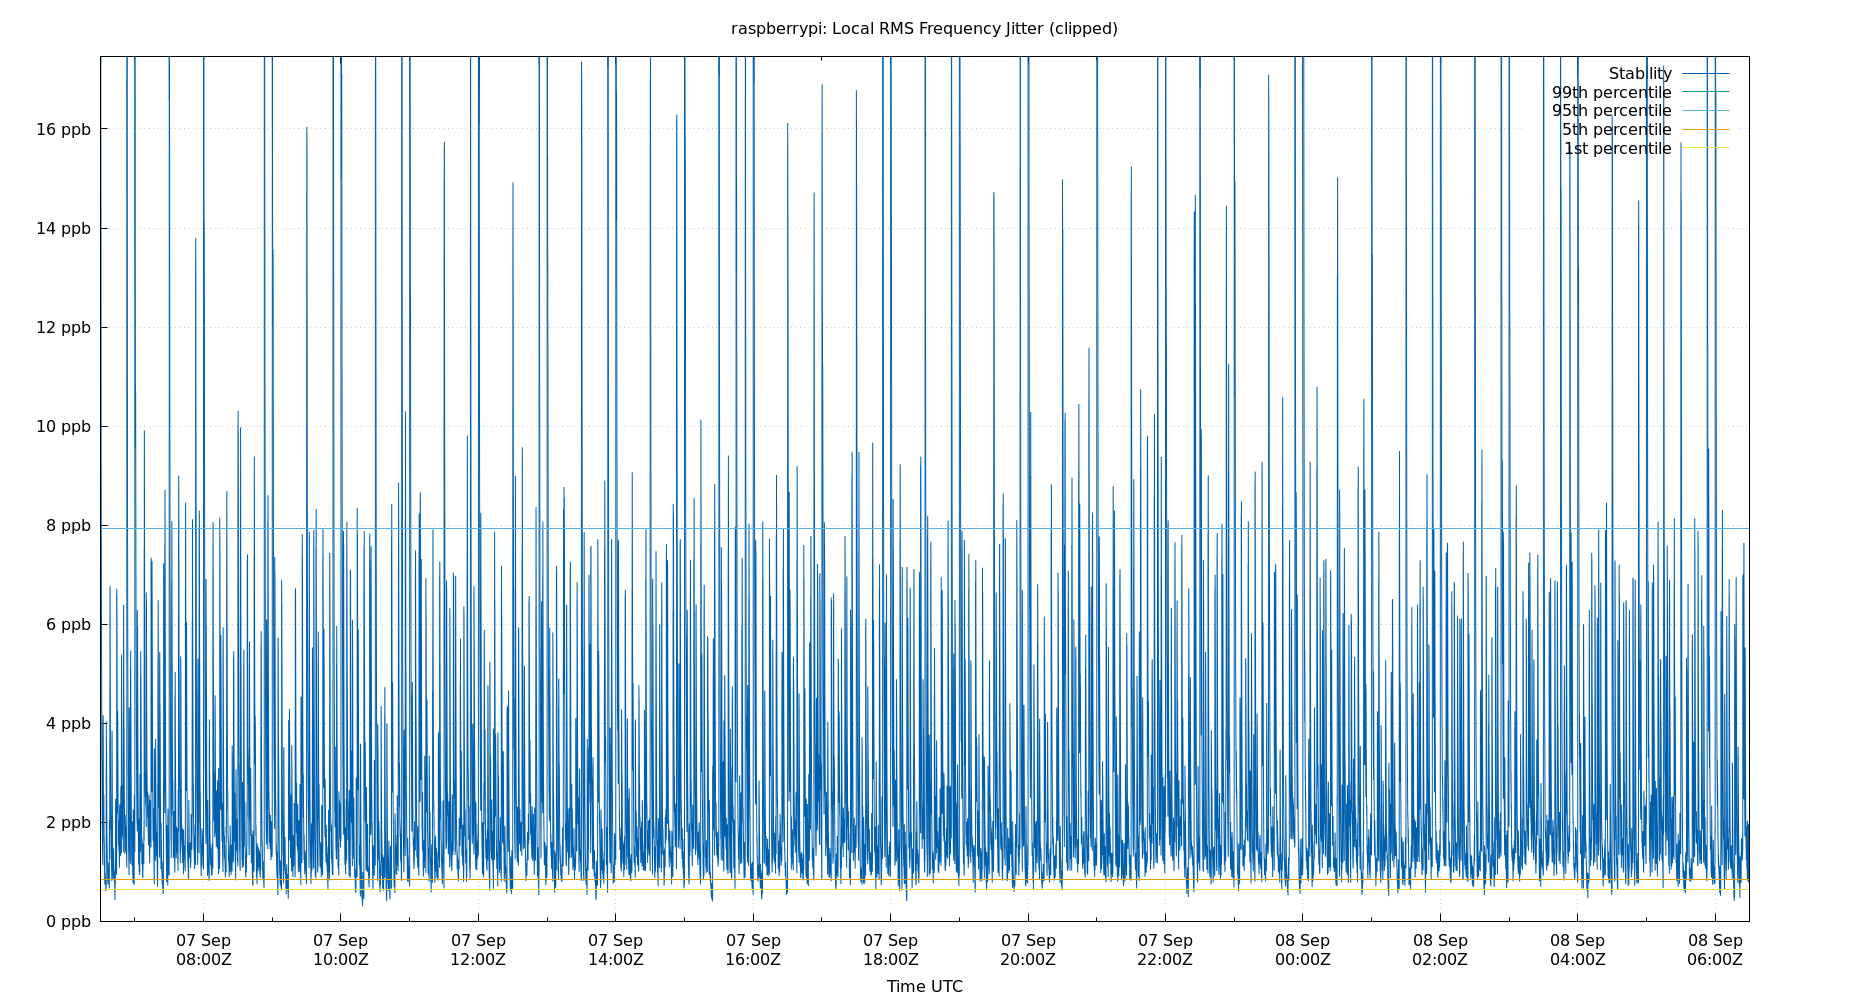 raspberrypi: Local RMS Frequency Jitter (clipped)
Stability
99th percentile
95th percentile
5th percentile
1st percentile
16 ppb
14 ppb
12 ppb
10 ppb
8 ppb
6 ppb
4 ppb
2 ppb
0 ppb
07 Sep 07 Sep 07 Sep 07 Sep 07 Sep 07 Sep 07 Sep 07 Sep 08 Sep 08 Sep 08 Sep 08 Sep
08:00Z 10:00Z 12:00Z 14:00Z 16:00Z 18:00Z 20:00Z 22:00Z 00:00Z 02:00Z 04:00Z 06:00Z
Time UTC